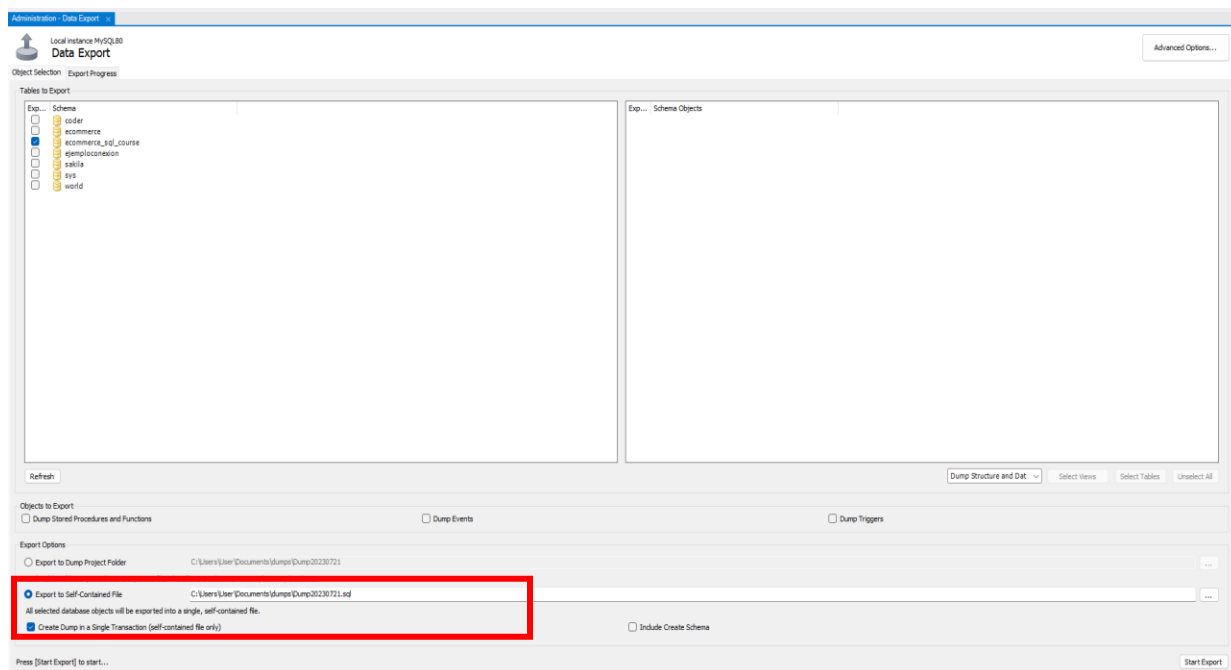 Administration - Data Export
Local instance MySQL80
Data Export
Advanced Options...
Object Selection Export Progress
Tables to Export
Exp... Schema
coder
ecommerce
ecommerce_sql_course
ejemploconexion
sakila
sys
world
Exp... Schema Objects
Refresh
Dump Structure and Dat Select Views Select Tables Unselect All
Objects to Export
Dump Stored Procedures and Functions Dump Events Dump Triggers
Export Options
Export to Dump Project Folder C:\Users\User\Documents\dumps\Dump20230721 ...
Export to Self-Contained File C:\Users\User\Documents\dumps\Dump20230721.sql ...
All selected database objects will be exported into a single, self-contained file.
Create Dump in a Single Transaction (self-contained file only) Include Create Schema
Press [Start Export] to start... Start Export